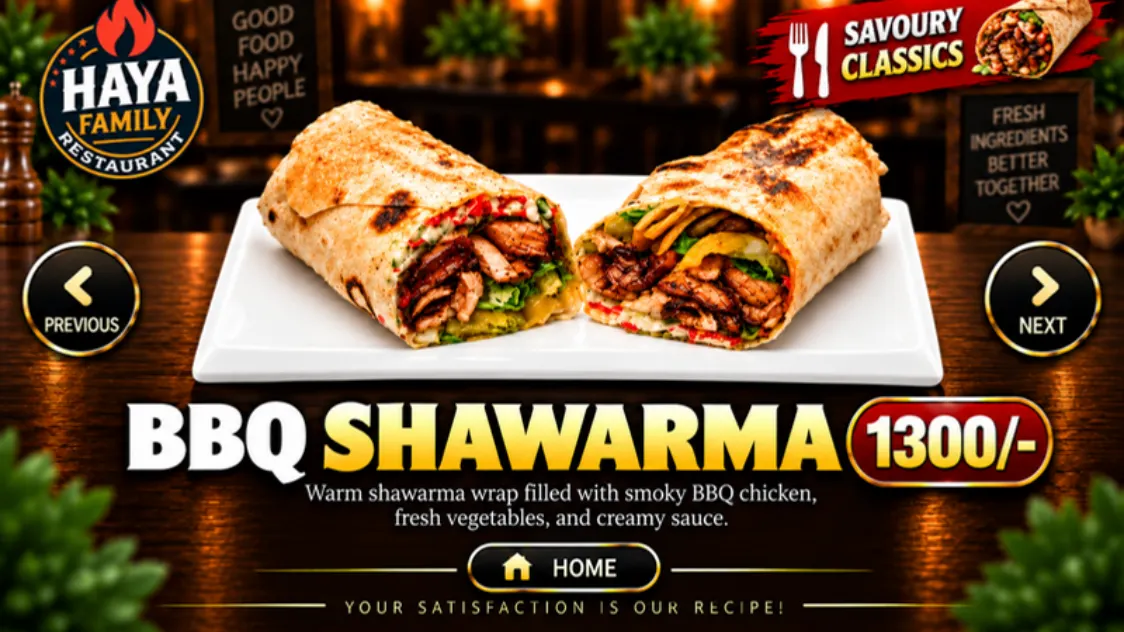 HAYA
FAMILY
RESTAURANT
GOOD
FOOD
HAPPY
PEOPLE
SAVOURY
CLASSICS
FRESH
INGREDIENTS
BETTER
TOGETHER
PREVIOUS
NEXT
BBQ SHAWARMA 1300/-
Warm shawarma wrap filled with smoky BBQ chicken,
fresh vegetables, and creamy sauce.
HOME
YOUR SATISFACTION IS OUR RECIPE!